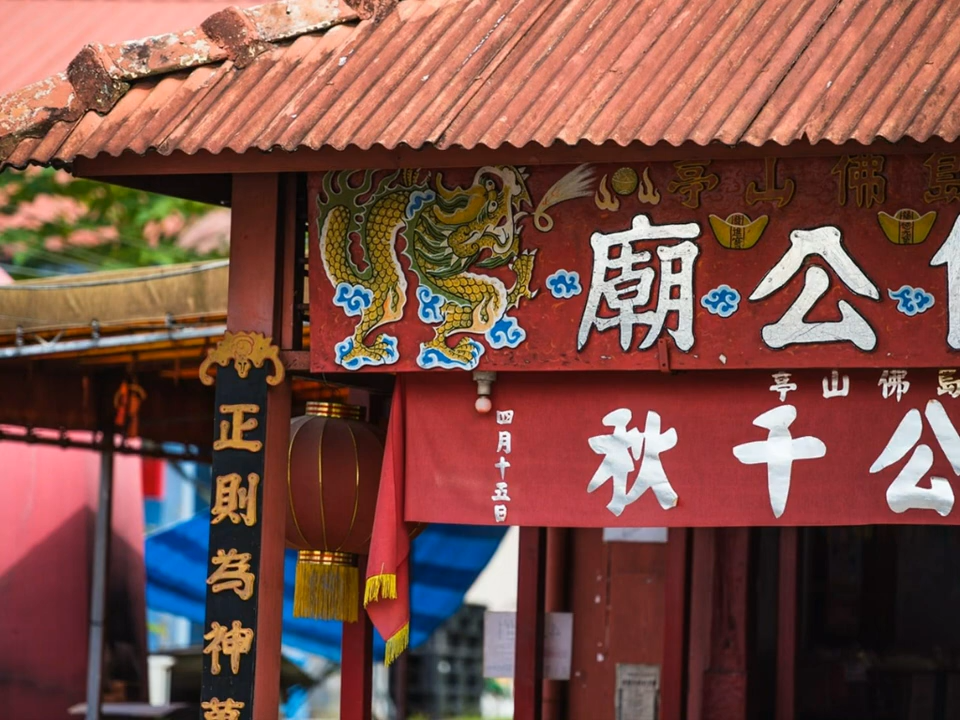 島佛山亭
公廟
島佛山亭
公千秋
四月十五日
正則為神